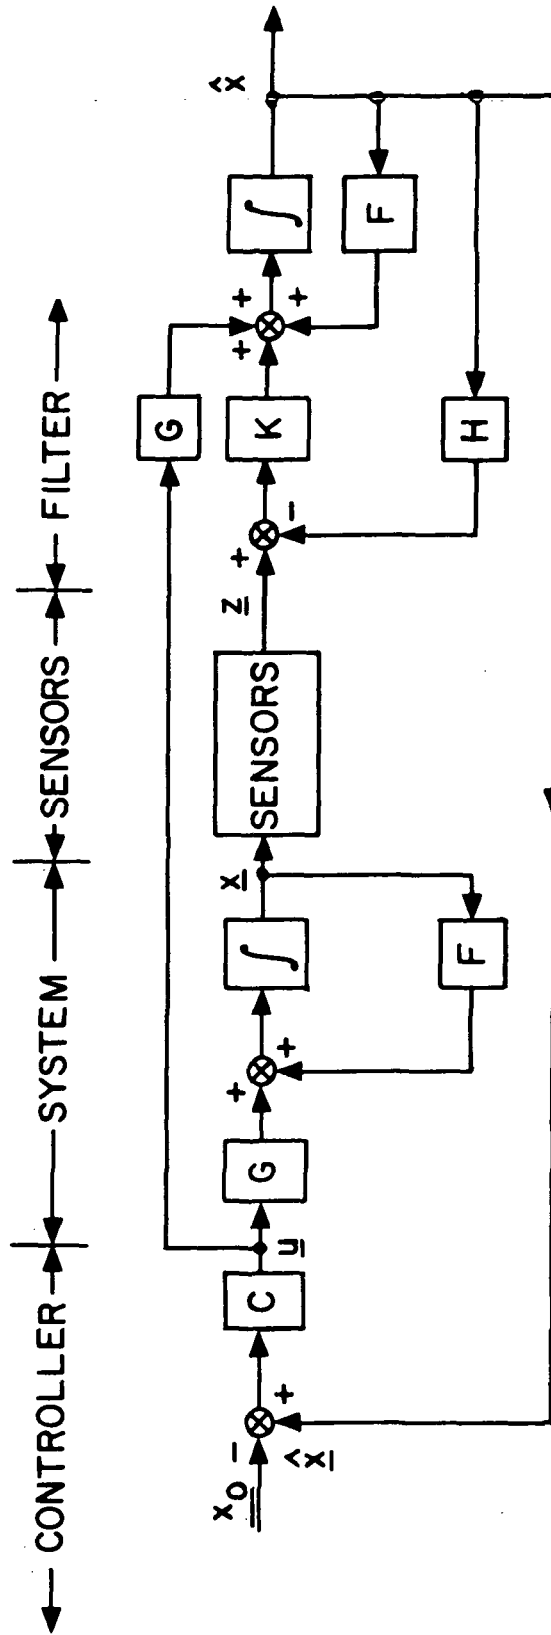 CONTROLLER
SYSTEM
SENSORS
FILTER
x₀
−
+
x̂
C
u
G
+
+
∫
F
x
SENSORS
z
+
−
G
K
H
+
+
+
∫
F
x̂